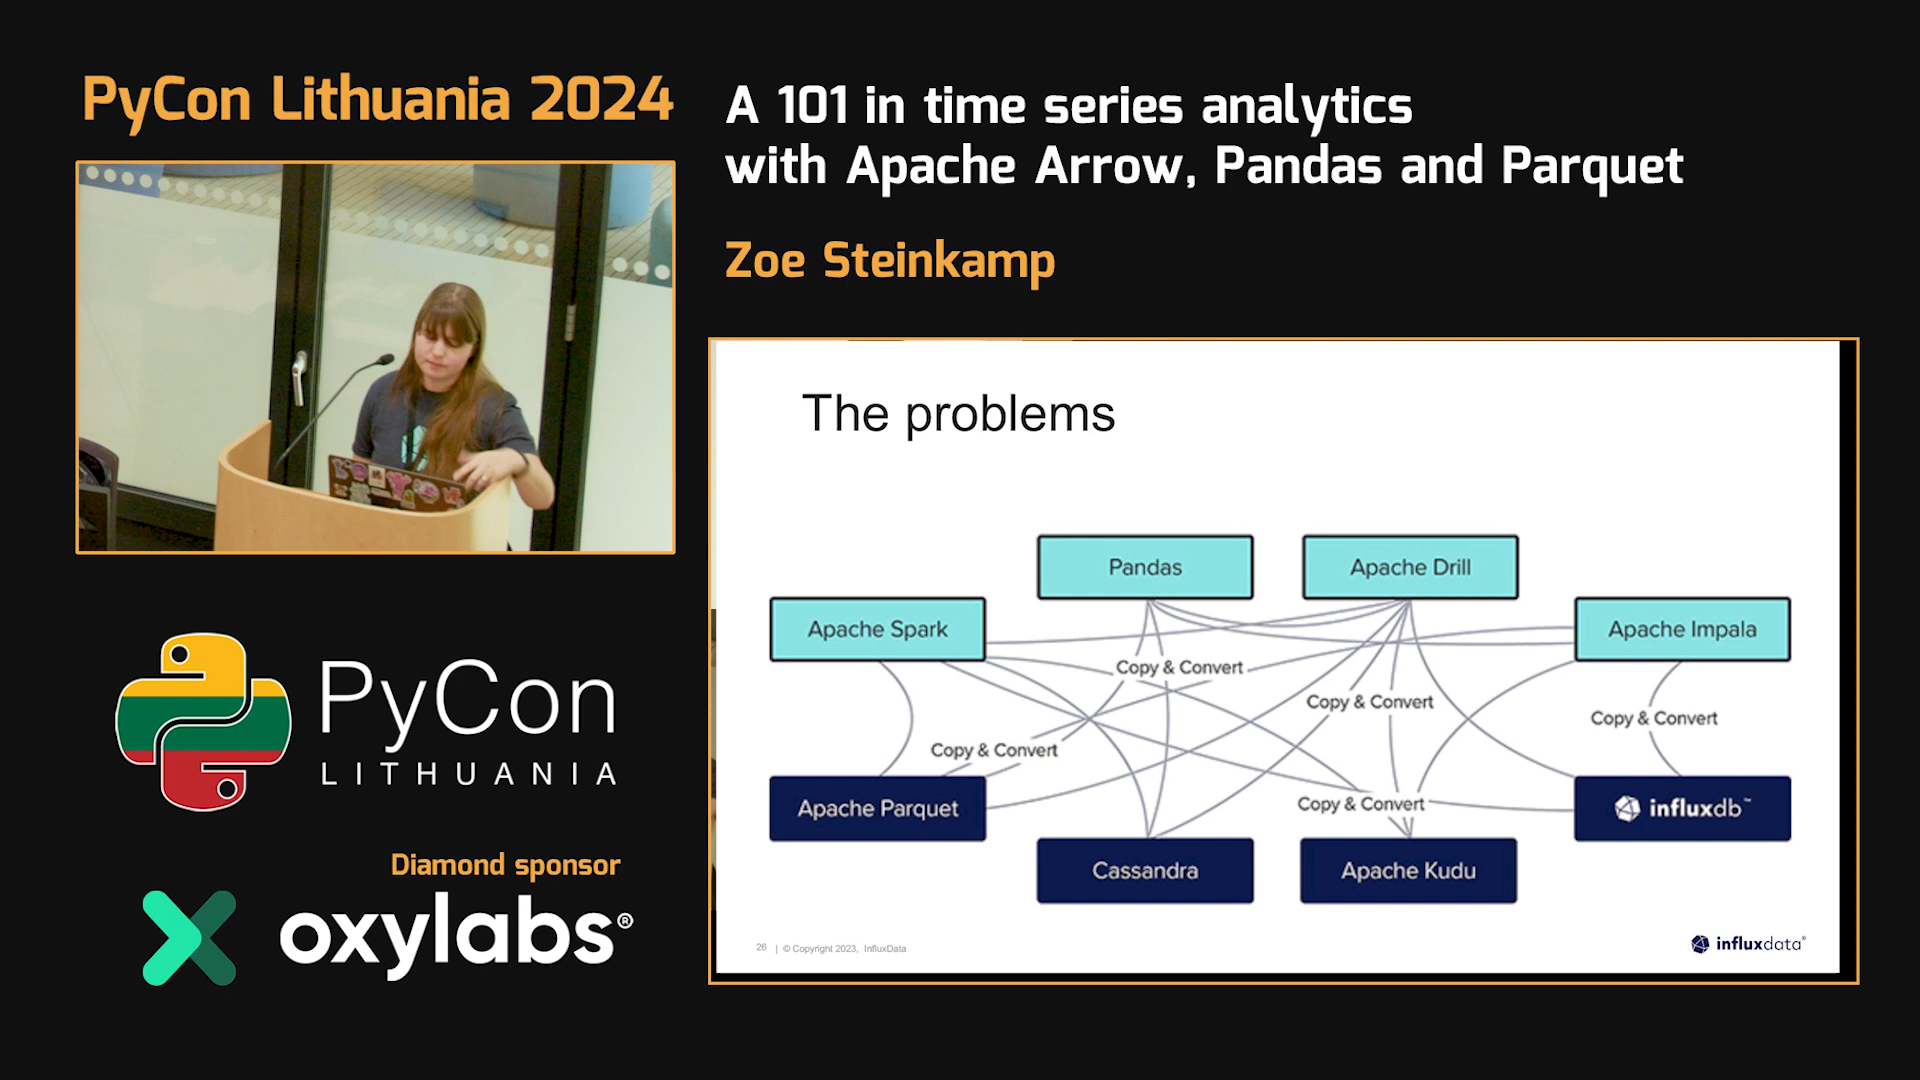 PyCon Lithuania 2024
A 101 in time series analytics
with Apache Arrow, Pandas and Parquet
Zoe Steinkamp
The problems
Pandas
Apache Drill
Apache Spark
Apache Impala
Copy & Convert
Copy & Convert
Copy & Convert
Copy & Convert
Copy & Convert
Apache Parquet
influxdb™
Cassandra
Apache Kudu
26 | © Copyright 2023, InfluxData
influxdata®
PyCon
LITHUANIA
Diamond sponsor
oxylabs®